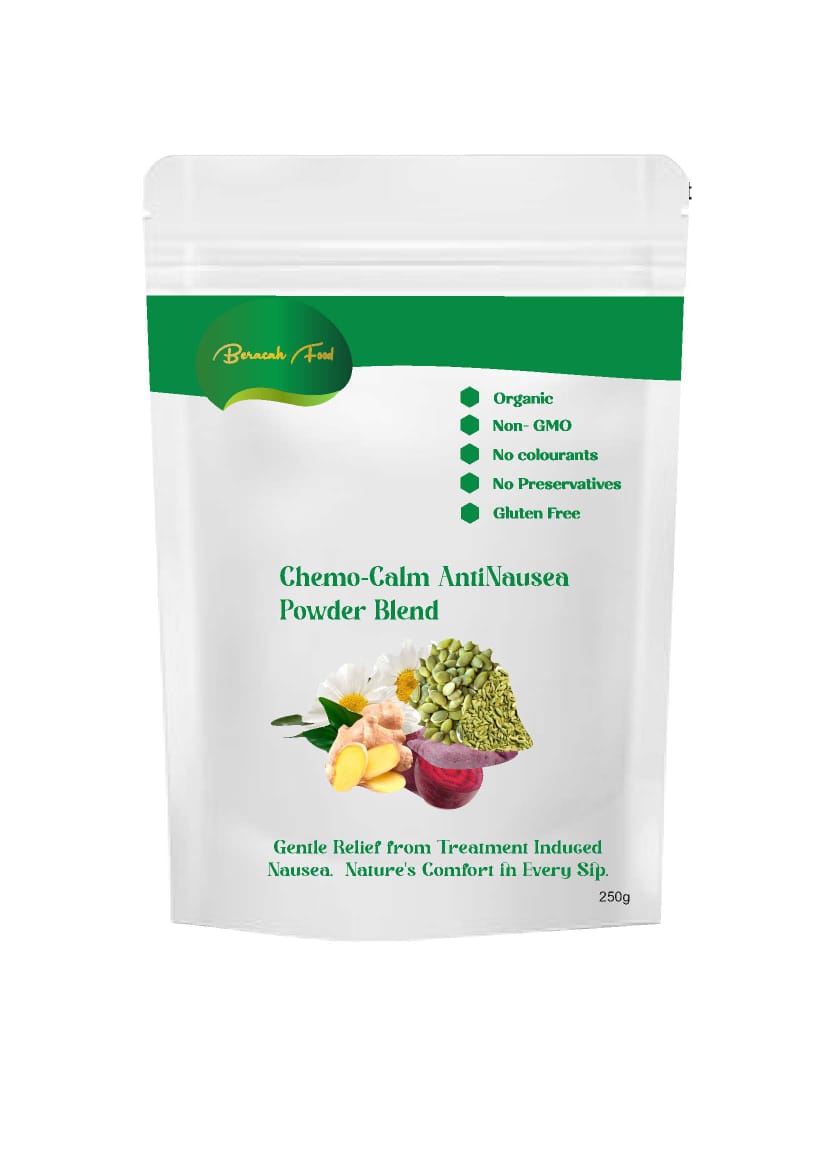 Beracah Food
Organic
Non- GMO
No colourants
No Preservatives
Gluten Free
Chemo-Calm AntiNausea
Powder Blend
Gentle Relief from Treatment Induced
Nausea. Nature's Comfort in Every Sip.
250g